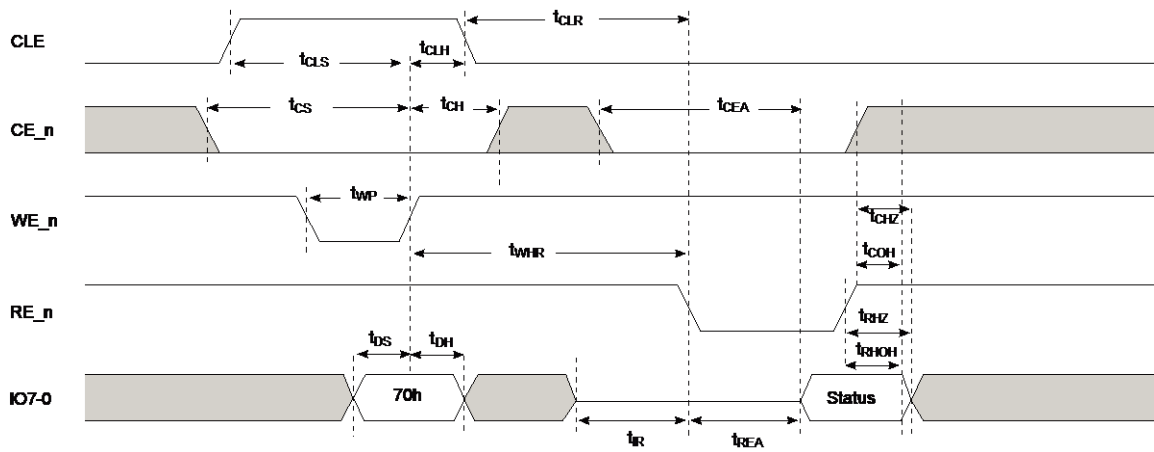 CLE
tCLR
tCLS
tCLH
CE_n
tCS
tCH
tCEA
WE_n
tWP
tCHZ
tWHR
tCOH
RE_n
tRHZ
tDS
tDH
tRHOH
IO7-0
70h
Status
tIR
tREA